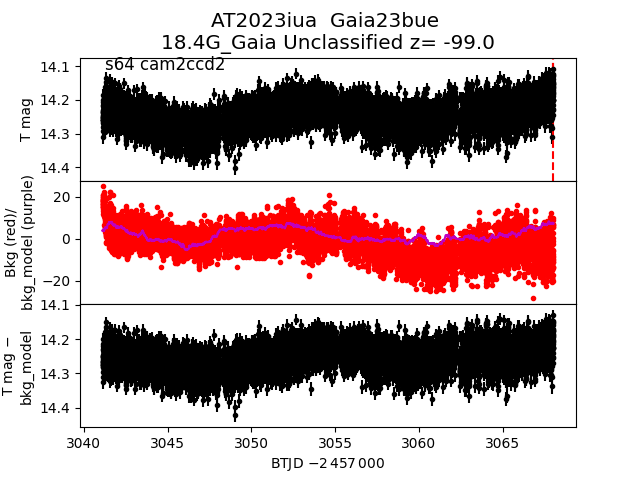 AT2023iua  Gaia23bue
18.4G_Gaia Unclassified z= -99.0
s64 cam2ccd2
14.1
14.2
14.3
14.4
T mag
20
0
−20
Bkg (red)/
bkg_model (purple)
14.1
14.2
14.3
14.4
T mag −
bkg_model
3040
3045
3050
3055
3060
3065
BTJD −2 457 000